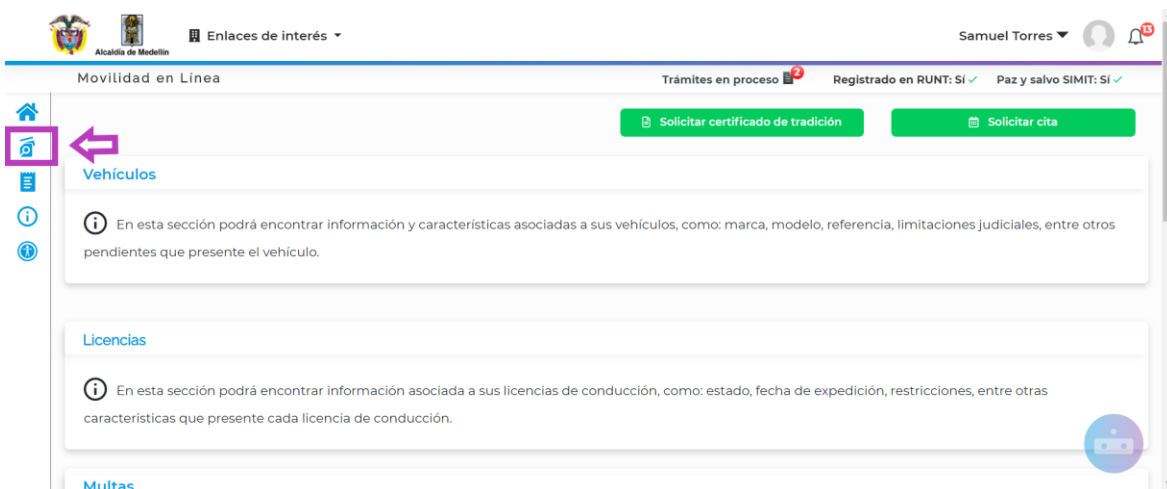 Alcaldía de Medellín
Enlaces de interés
Samuel Torres
13
Movilidad en Línea
Trámites en proceso 2
Registrado en RUNT: Sí
Paz y salvo SIMIT: Sí
Solicitar certificado de tradición
Solicitar cita
Vehículos
En esta sección podrá encontrar información y características asociadas a sus vehículos, como: marca, modelo, referencia, limitaciones judiciales, entre otros
pendientes que presente el vehículo.
Licencias
En esta sección podrá encontrar información asociada a sus licencias de conducción, como: estado, fecha de expedición, restricciones, entre otras
caracteristicas que presente cada licencia de conducción.
Multas